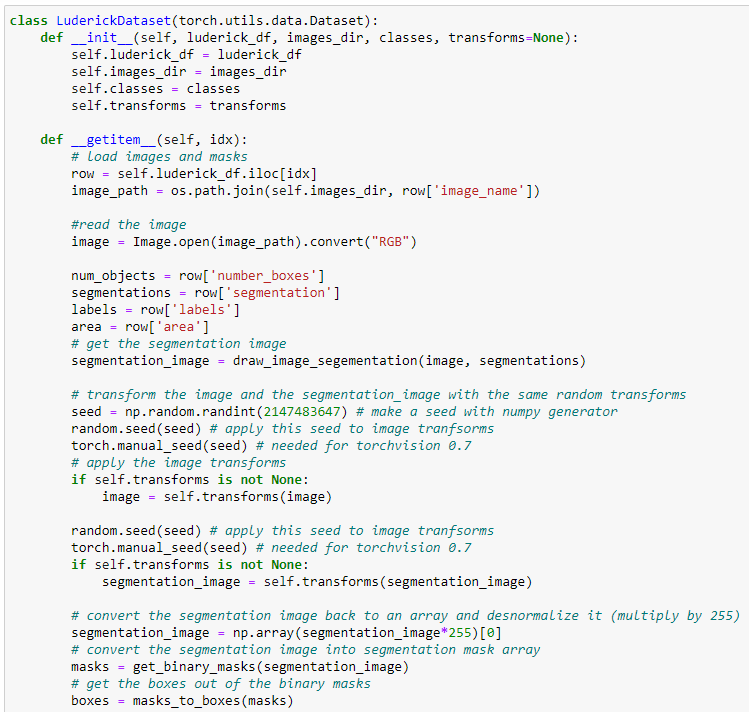 class LuderickDataset(torch.utils.data.Dataset):
    def __init__(self, luderick_df, images_dir, classes, transforms=None):
        self.luderick_df = luderick_df
        self.images_dir = images_dir
        self.classes = classes
        self.transforms = transforms

    def __getitem__(self, idx):
        # load images and masks
        row = self.luderick_df.iloc[idx]
        image_path = os.path.join(self.images_dir, row['image_name'])

        #read the image
        image = Image.open(image_path).convert("RGB")

        num_objects = row['number_boxes']
        segmentations = row['segmentation']
        labels = row['labels']
        area = row['area']
        # get the segmentation image
        segmentation_image = draw_image_segementation(image, segmentations)

        # transform the image and the segmentation_image with the same random transforms
        seed = np.random.randint(2147483647) # make a seed with numpy generator
        random.seed(seed) # apply this seed to image tranfsorms
        torch.manual_seed(seed) # needed for torchvision 0.7
        # apply the image transforms
        if self.transforms is not None:
            image = self.transforms(image)

        random.seed(seed) # apply this seed to image tranfsorms
        torch.manual_seed(seed) # needed for torchvision 0.7
        if self.transforms is not None:
            segmentation_image = self.transforms(segmentation_image)

        # convert the segmentation image back to an array and desnormalize it (multiply by 255)
        segmentation_image = np.array(segmentation_image*255)[0]
        # convert the segmentation image into segmentation mask array
        masks = get_binary_masks(segmentation_image)
        # get the boxes out of the binary masks
        boxes = masks_to_boxes(masks)